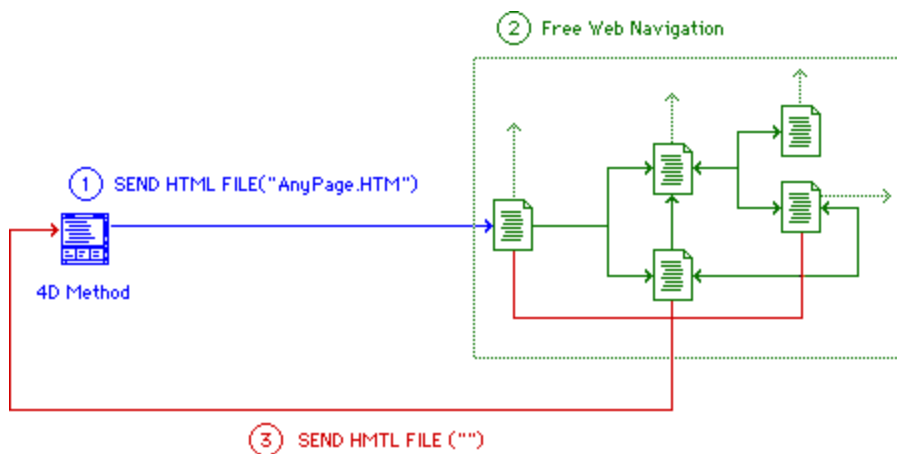 2 Free Web Navigation
1 SEND HTML FILE("AnyPage.HTM")
4D Method
3 SEND HMTL FILE ("")